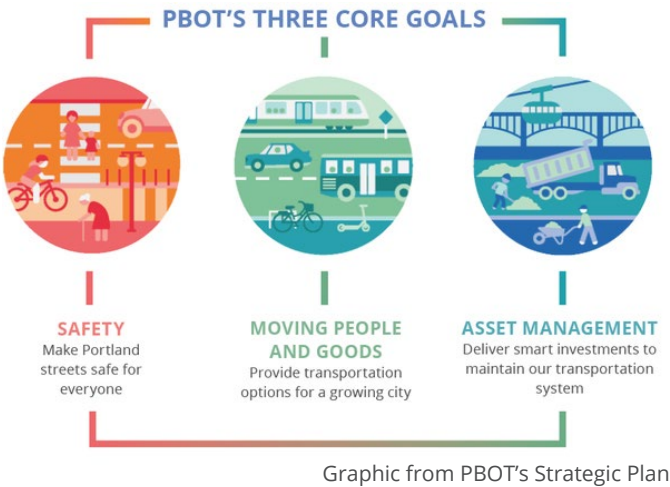 PBOT'S THREE CORE GOALS
SAFETY
Make Portland
streets safe for
everyone
MOVING PEOPLE
AND GOODS
Provide transportation
options for a growing city
ASSET MANAGEMENT
Deliver smart investments to
maintain our transportation
system
Graphic from PBOT's Strategic Plan